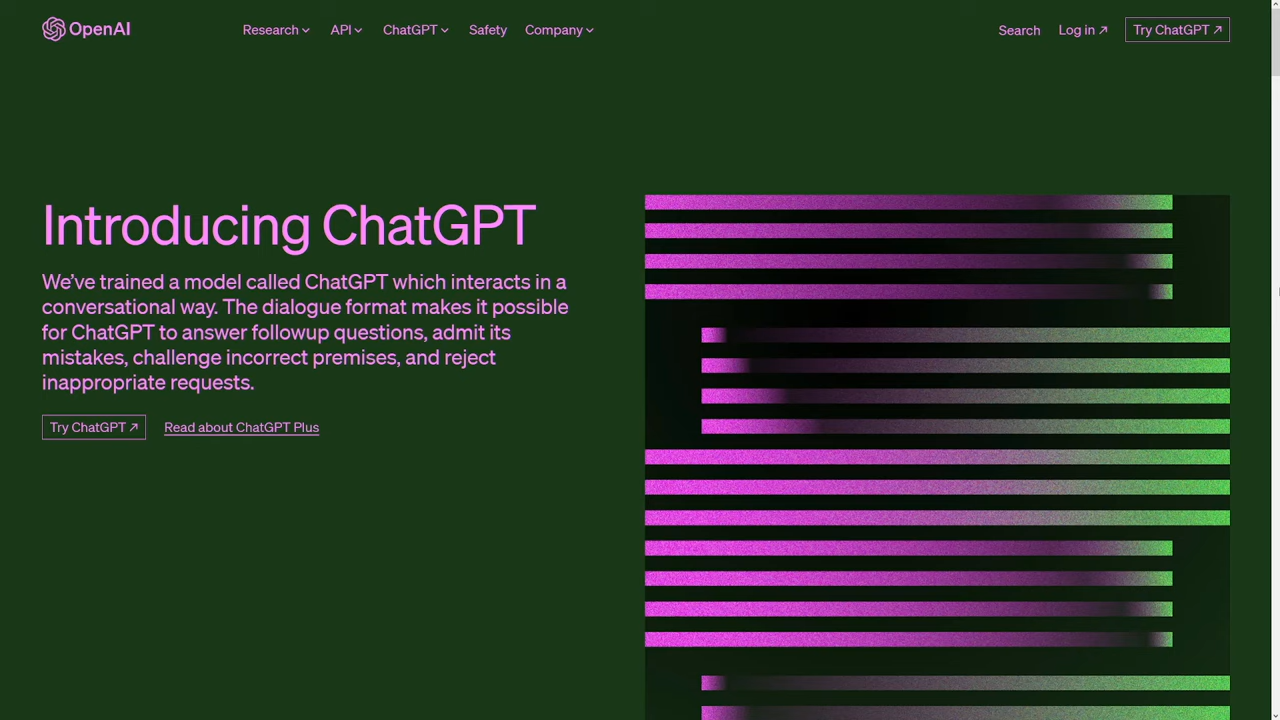 OpenAI
Research
API
ChatGPT
Safety
Company
Search
Log in ↗
Try ChatGPT ↗
Introducing ChatGPT
We’ve trained a model called ChatGPT which interacts in a
conversational way. The dialogue format makes it possible
for ChatGPT to answer followup questions, admit its
mistakes, challenge incorrect premises, and reject
inappropriate requests.
Try ChatGPT ↗
Read about ChatGPT Plus